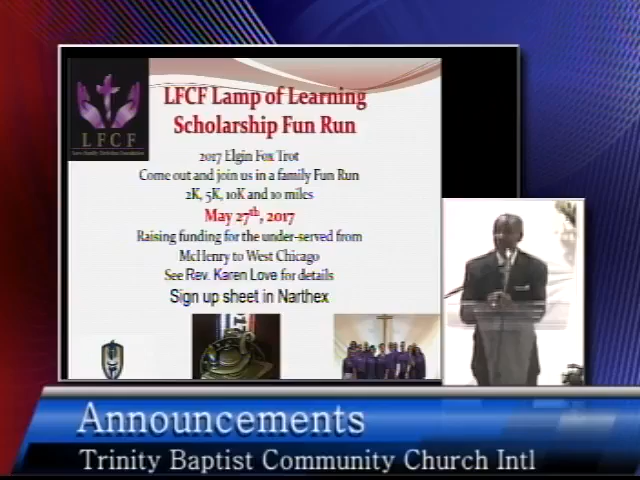 LFCF
LFCF Lamp of Learning
Scholarship Fun Run
2017 Elgin Fox Trot
Come out and join us in a family Fun Run
2K, 5K, 10K and 10 miles
May 27th, 2017
Raising funding for the under-served from
McHenry to West Chicago
See Rev. Karen Love for details
Sign up sheet in Narthex
Announcements
Trinity Baptist Community Church Intl